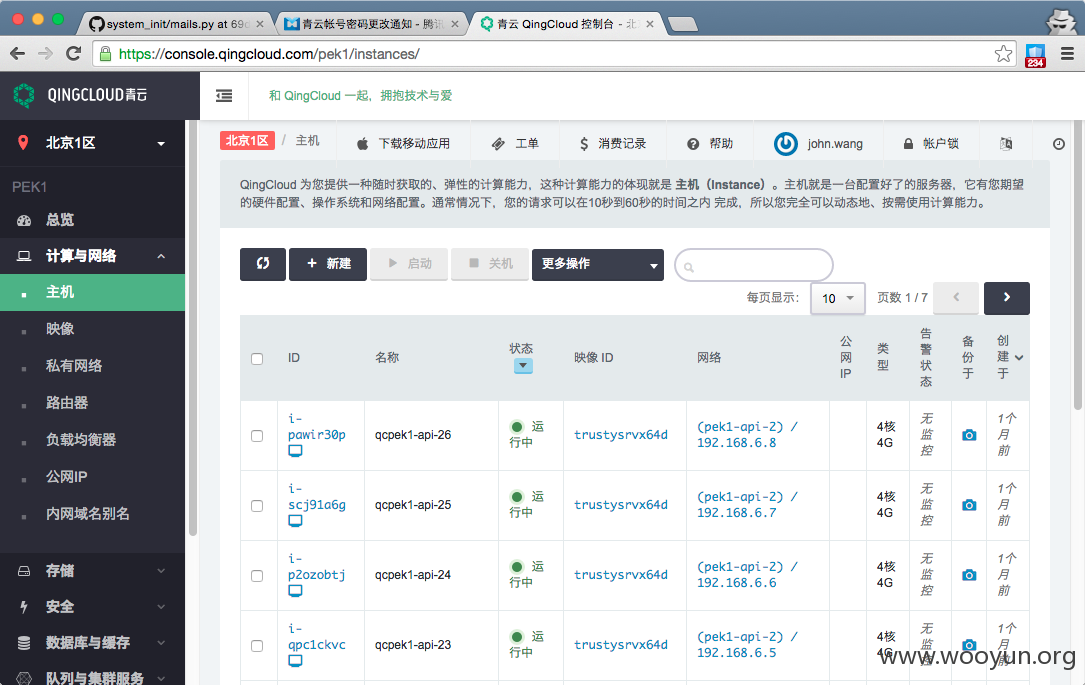 system_init/mails.py at 69c
青云帐号密码更改通知 - 腾讯
青云 QingCloud 控制台 - 北京
https://console.qingcloud.com/pek1/instances/
234
QINGCLOUD青云
和 QingCloud 一起，拥抱技术与爱
北京1区
PEK1
总览
计算与网络
主机
映像
私有网络
路由器
负载均衡器
公网IP
内网域名别名
存储
安全
数据库与缓存
队列与集群服务
北京1区 / 主机
下载移动应用
工单
消费记录
帮助
john.wang
帐户锁
QingCloud 为您提供一种随时获取的、弹性的计算能力，这种计算能力的体现就是 主机（Instance）。主机就是一台配置好了的服务器，它有您期望
的硬件配置、操作系统和网络配置。通常情况下，您的请求可以在10秒到60秒的时间之内 完成，所以您完全可以动态地、按需使用计算能力。
新建
启动
关机
更多操作
每页显示： 10 页数 1 / 7
ID 名称 状态 映像 ID 网络 公网IP 类型 告警状态 备份于 创建于
i-pawir30p qcpek1-api-26 运行中 trustysrvx64d (pek1-api-2) / 192.168.6.8 4核4G 无监控 1个月前
i-scj91a6g qcpek1-api-25 运行中 trustysrvx64d (pek1-api-2) / 192.168.6.7 4核4G 无监控 1个月前
i-p2ozobtj qcpek1-api-24 运行中 trustysrvx64d (pek1-api-2) / 192.168.6.6 4核4G 无监控 1个月前
i-qpc1ckvc qcpek1-api-23 运行中 trustysrvx64d (pek1-api-2) / 192.168.6.5 4核4G 无监控 1个月前
www.wooyun.org